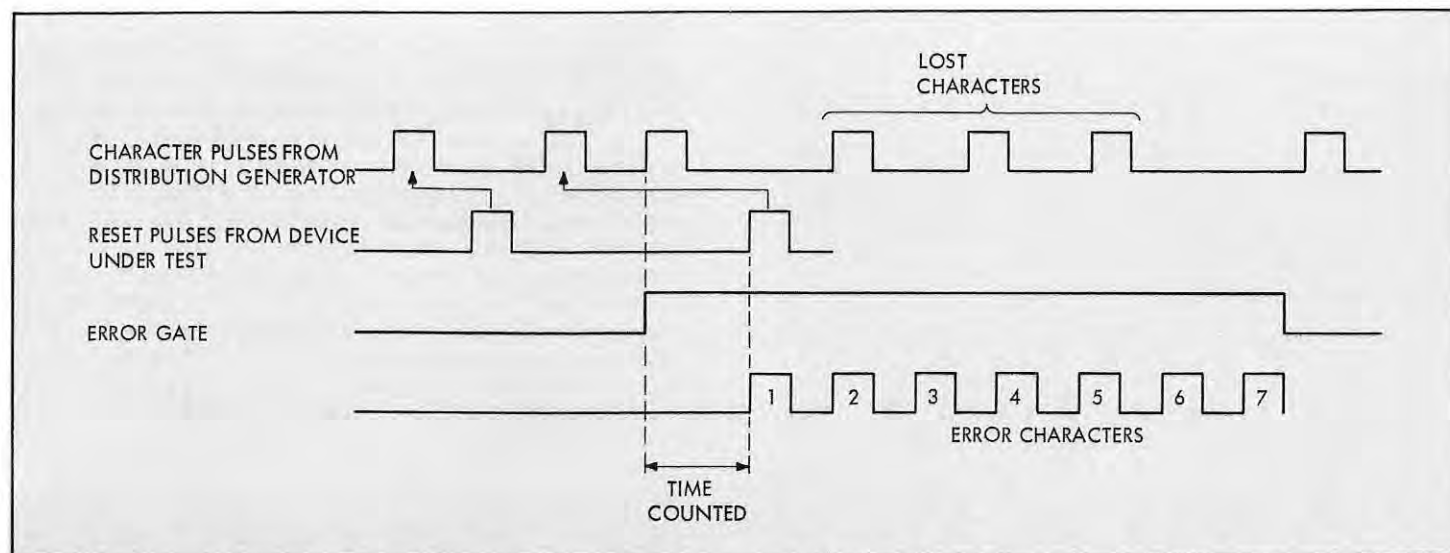 LOST
CHARACTERS
CHARACTER PULSES FROM
DISTRIBUTION GENERATOR
RESET PULSES FROM DEVICE
UNDER TEST
ERROR GATE
1 2 3 4 5 6 7
ERROR CHARACTERS
TIME
COUNTED